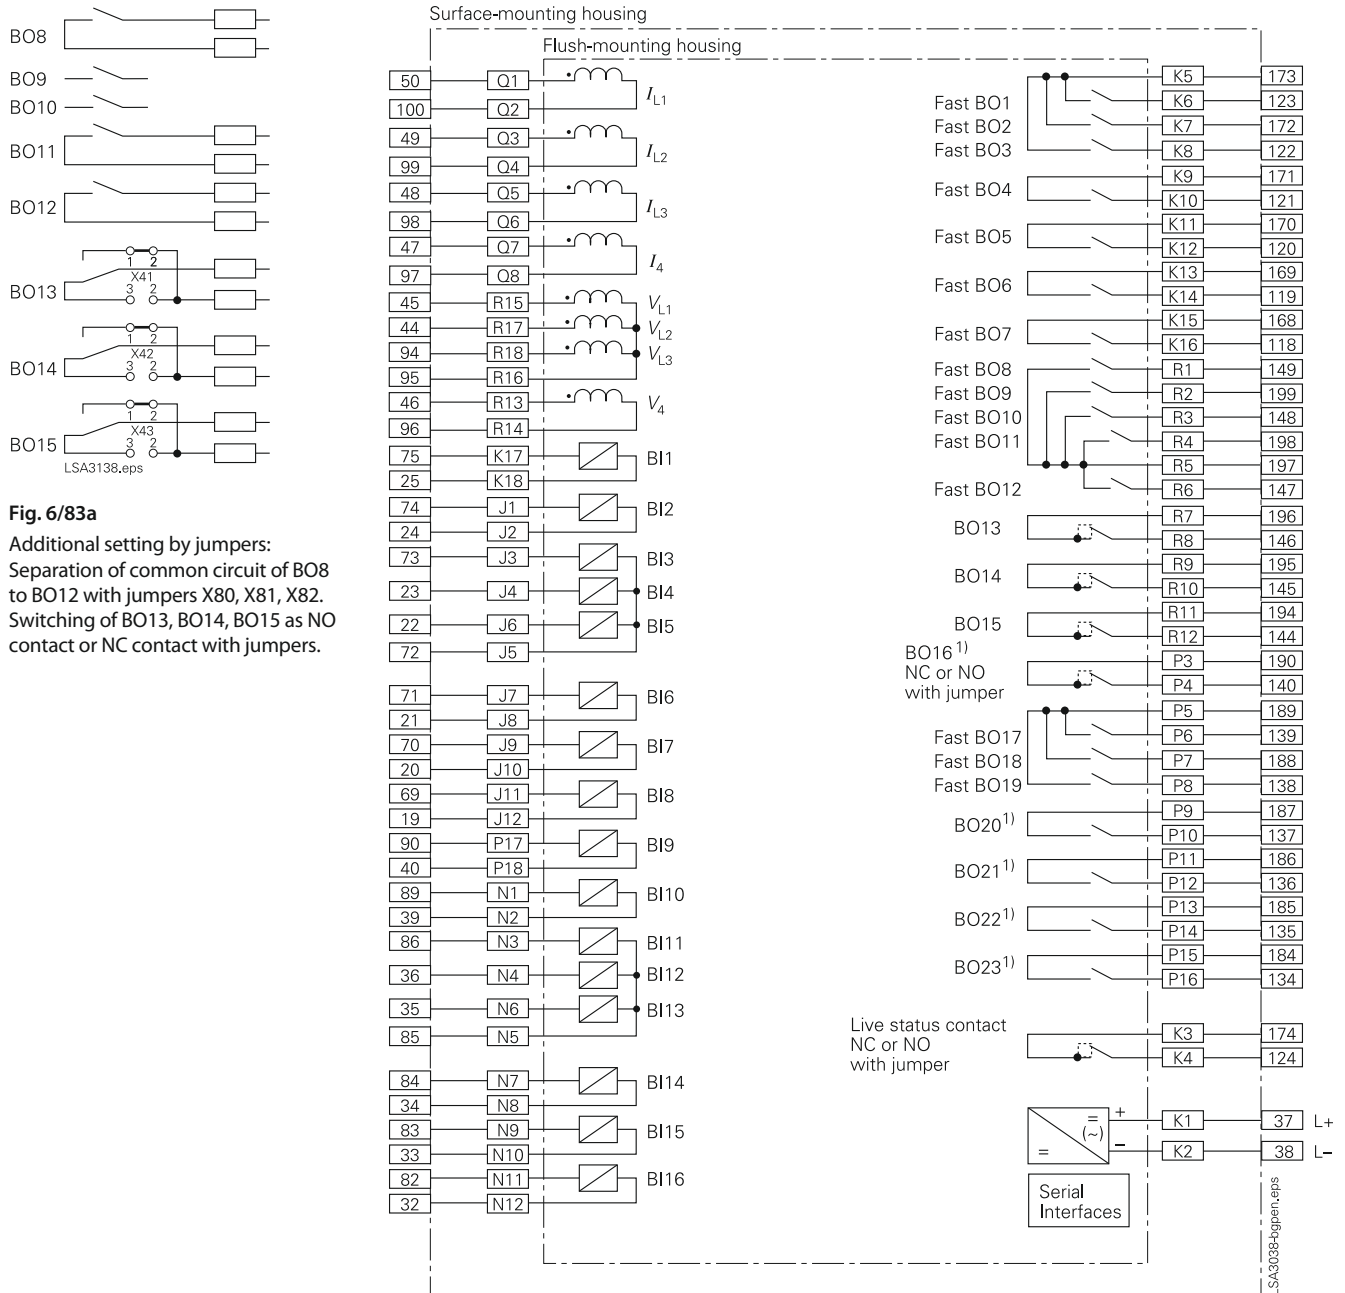 BO8
BO9
BO10
BO11
BO12
1 2
X41
3 2
BO13
1 2
X42
3 2
BO14
1 2
X43
3 2
BO15
LSA3138.eps
Fig. 6/83a
Additional setting by jumpers:
Separation of common circuit of BO8
to BO12 with jumpers X80, X81, X82.
Switching of BO13, BO14, BO15 as NO
contact or NC contact with jumpers.
Surface-mounting housing
Flush-mounting housing
50 Q1
IL1
100 Q2
49 Q3
IL2
99 Q4
48 Q5
IL3
98 Q6
47 Q7
I4
97 Q8
45 R15 VL1
44 R17 VL2
94 R18 VL3
95 R16
46 R13 V4
96 R14
75 K17 BI1
25 K18
74 J1 BI2
24 J2
73 J3 BI3
23 J4 BI4
22 J6 BI5
72 J5
71 J7 BI6
21 J8
70 J9 BI7
20 J10
69 J11 BI8
19 J12
90 P17 BI9
40 P18
89 N1 BI10
39 N2
86 N3 BI11
36 N4 BI12
35 N6 BI13
85 N5
84 N7 BI14
34 N8
83 N9 BI15
33 N10
82 N11 BI16
32 N12
K5 173
Fast BO1 K6 123
Fast BO2 K7 172
Fast BO3 K8 122
K9 171
Fast BO4 K10 121
K11 170
Fast BO5 K12 120
K13 169
Fast BO6 K14 119
K15 168
Fast BO7 K16 118
Fast BO8 R1 149
Fast BO9 R2 199
Fast BO10 R3 148
Fast BO11 R4 198
R5 197
Fast BO12 R6 147
R7 196
BO13 R8 146
R9 195
BO14 R10 145
R11 194
BO15 R12 144
BO16 1)
NC or NO
with jumper
P3 190
P4 140
P5 189
Fast BO17 P6 139
Fast BO18 P7 188
Fast BO19 P8 138
P9 187
BO20 1) P10 137
P11 186
BO21 1) P12 136
P13 185
BO22 1) P14 135
P15 184
BO23 1) P16 134
Live status contact
NC or NO
with jumper
K3 174
K4 124
= (~) + K1 37 L+
= – K2 38 L–
Serial
Interfaces
LSA3038-bgpen.eps